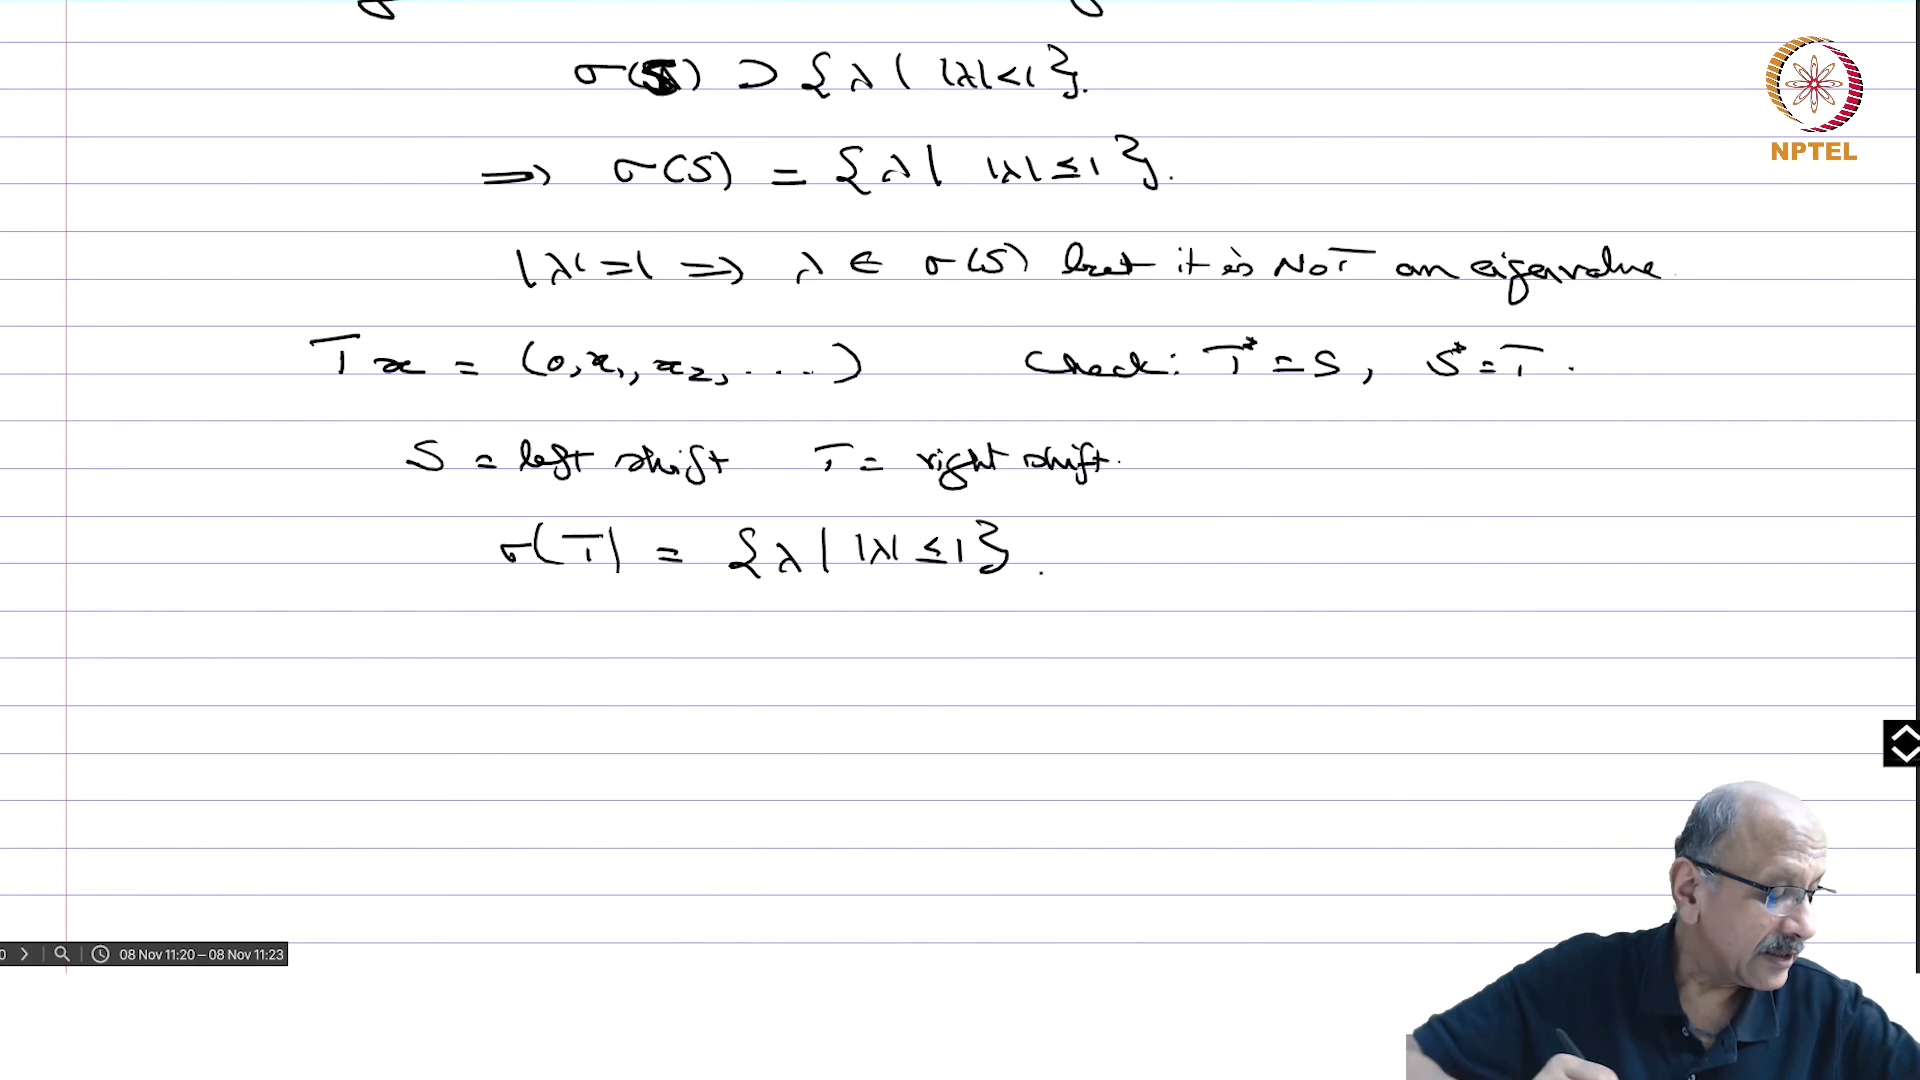 σ(S) ⊃ {λ | |λ|<1}.
NPTEL
⇒ σ(S) = {λ | |λ| ≤ 1}.
|λ|=1 ⇒ λ ∈ σ(S) but it is NOT an eigenvalue.
Tx = (0, x₁, x₂, ....) Check: T* = S, S* = T.
S = left shift T = right shift.
σ(T) = {λ | |λ| ≤ 1}.
0 08 Nov 11:20 – 08 Nov 11:23